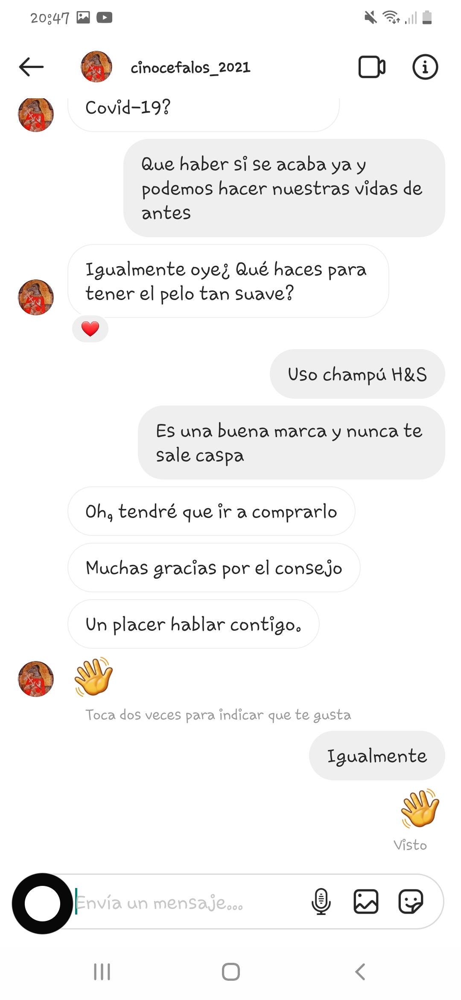 20:47
cinocefalos_2021
Covid-19?
Que haber si se acaba ya y
podemos hacer nuestras vidas de
antes
Igualmente oye¿ Qué haces para
tener el pelo tan suave?
Uso champú H&S
Es una buena marca y nunca te
sale caspa
Oh, tendré que ir a comprarlo
Muchas gracias por el consejo
Un placer hablar contigo.
Toca dos veces para indicar que te gusta
Igualmente
Visto
Envía un mensaje...